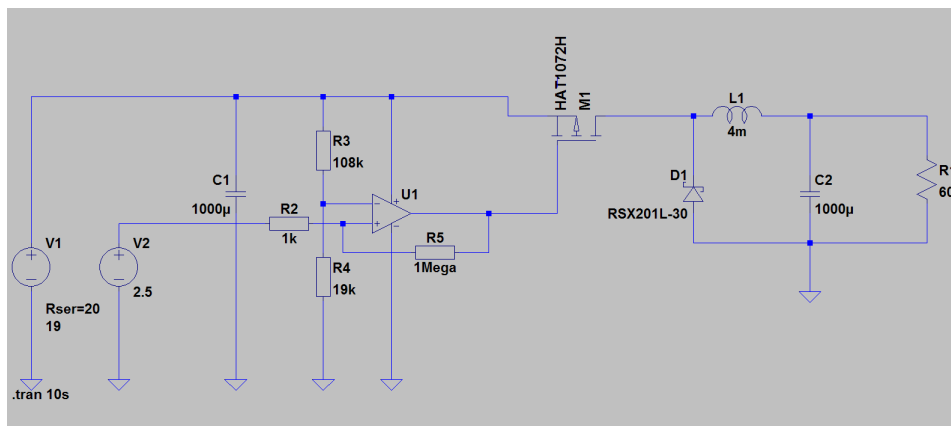 HAT1072H
M1
L1
4m
R3
108k
C1
1000µ
R2
1k
U1
+
-
-
+
D1
RSX201L-30
C2
1000µ
60
V1
+
-
Rser=20
19
V2
+
-
2.5
R5
1Mega
R4
19k
.tran 10s